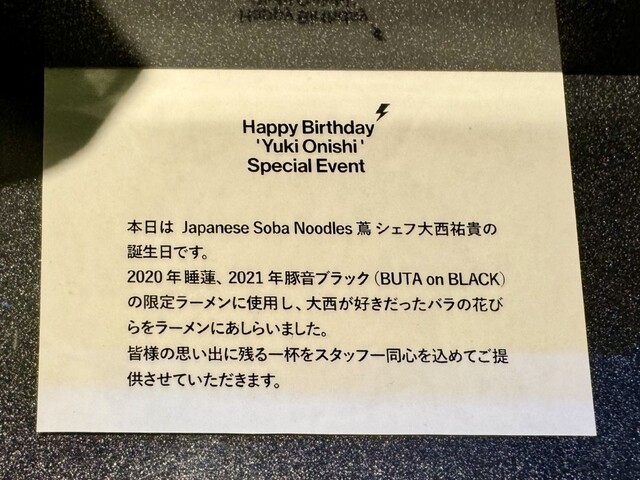 Happy Birthday
'Yuki Onishi'
Special Event
本日は Japanese Soba Noodles 蔦 シェフ大西祐貴の
誕生日です。
2020年睡蓮、2021年豚音ブラック（BUTA on BLACK）
の限定ラーメンに使用し、大西が好きだったバラの花び
らをラーメンにあしらいました。
皆様の思い出に残る一杯をスタッフ一同心を込めてご提
供させていただきます。